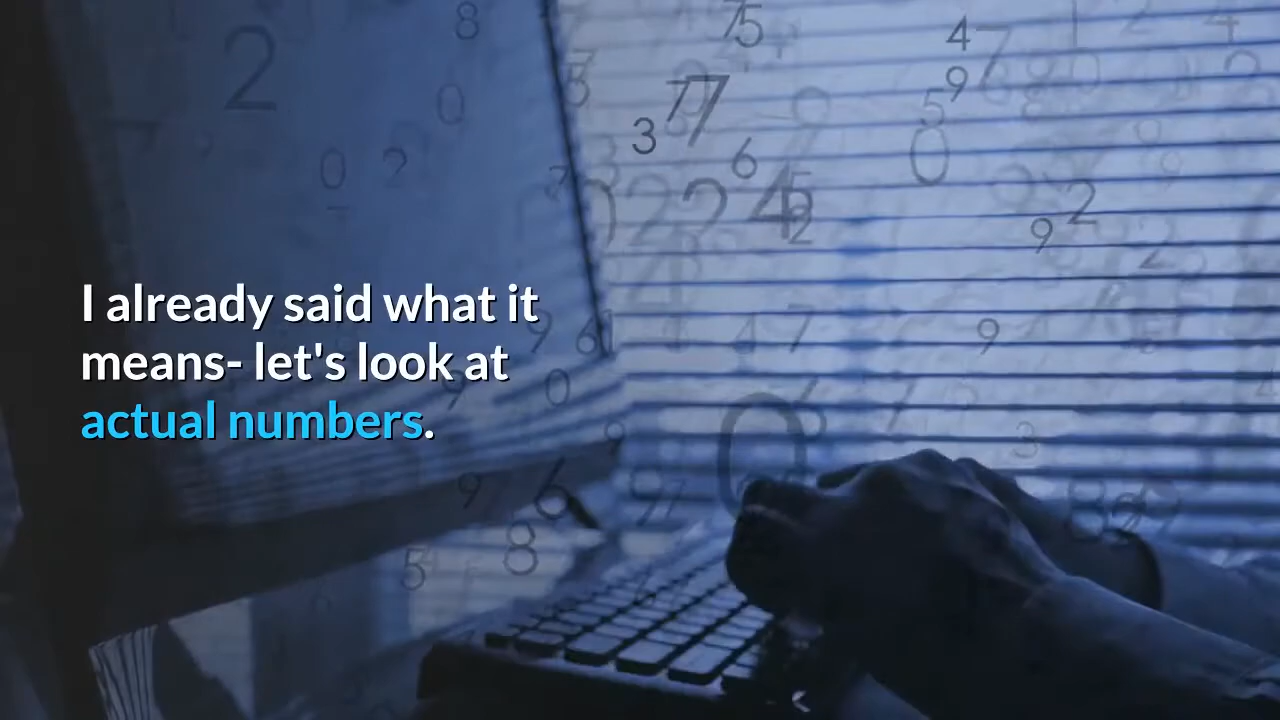 I already said what it
means- let's look at
actual numbers.